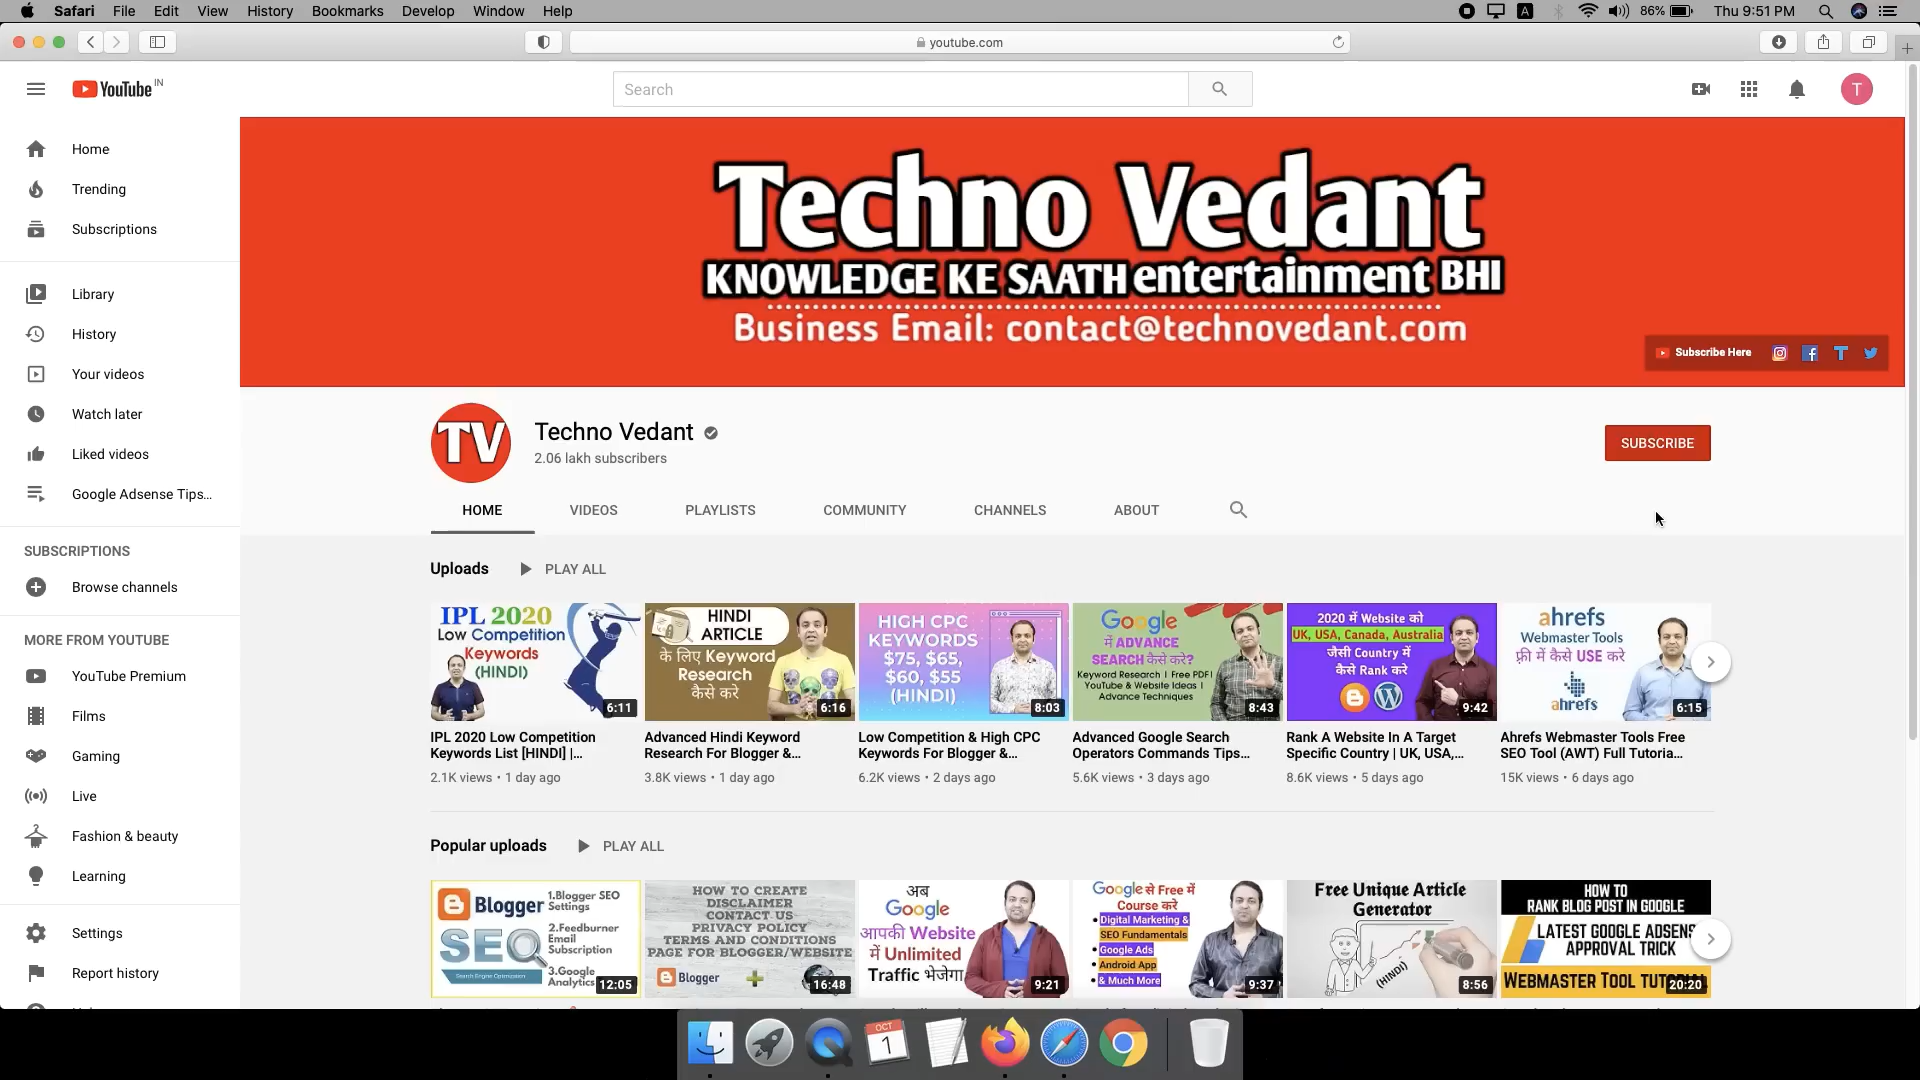 Safari File Edit View History Bookmarks Develop Window Help
A 86% Thu 9:51 PM
youtube.com
YouTube IN
Search
T
Home
Trending
Subscriptions
Library
History
Your videos
Watch later
Liked videos
Google Adsense Tips...
SUBSCRIPTIONS
Browse channels
MORE FROM YOUTUBE
YouTube Premium
Films
Gaming
Live
Fashion & beauty
Learning
Settings
Report history
Techno Vedant
KNOWLEDGE KE SAATH entertainment BHI
Business Email: contact@technovedant.com
Subscribe Here
TV
Techno Vedant
2.06 lakh subscribers
SUBSCRIBE
HOME VIDEOS PLAYLISTS COMMUNITY CHANNELS ABOUT
Uploads PLAY ALL
IPL 2020
Low Competition
Keywords
(HINDI)
6:11
HINDI
ARTICLE
के लिए Keyword
Research
कैसे करे
6:16
HIGH CPC
KEYWORDS
$75, $65,
$60, $55
(HINDI)
8:03
Google
में ADVANCE
SEARCH कैसे करे?
Keyword Research I Free PDF I
YouTube & Website Ideas I
Advance Techniques
8:43
2020 में Website को
UK, USA, Canada, Australia
जैसी Country में
कैसे Rank करे
9:42
ahrefs
Webmaster Tools
फ्री में कैसे USE करे
ahrefs
6:15
IPL 2020 Low Competition
Keywords List [HINDI] |...
2.1K views • 1 day ago
Advanced Hindi Keyword
Research For Blogger &...
3.8K views • 1 day ago
Low Competition & High CPC
Keywords For Blogger &...
6.2K views • 2 days ago
Advanced Google Search
Operators Commands Tips...
5.6K views • 3 days ago
Rank A Website In A Target
Specific Country | UK, USA,...
8.6K views • 5 days ago
Ahrefs Webmaster Tools Free
SEO Tool (AWT) Full Tutoria...
15K views • 6 days ago
Popular uploads PLAY ALL
Blogger
SEO
Search Engine Optimization
1.Blogger SEO
Settings
2.Feedburner
Email
Subscription
3.Google
Analytics
12:05
HOW TO CREATE
DISCLAIMER
CONTACT US
PRIVACY POLICY
TERMS AND CONDITIONS
PAGE FOR BLOGGER/WEBSITE
Blogger
16:48
अब
Google
आपकी Website
में Unlimited
Traffic भेजेगा
9:21
Google से Free में
Course करे
Digital Marketing &
SEO Fundamentals
Google Ads
Android App
& Much More
9:37
Free Unique Article
Generator
(HINDI)
8:56
HOW TO
RANK BLOG POST IN GOOGLE
LATEST GOOGLE ADSENS
APPROVAL TRICK
WEBMASTER TOOL TUT
20:20
OCT
1